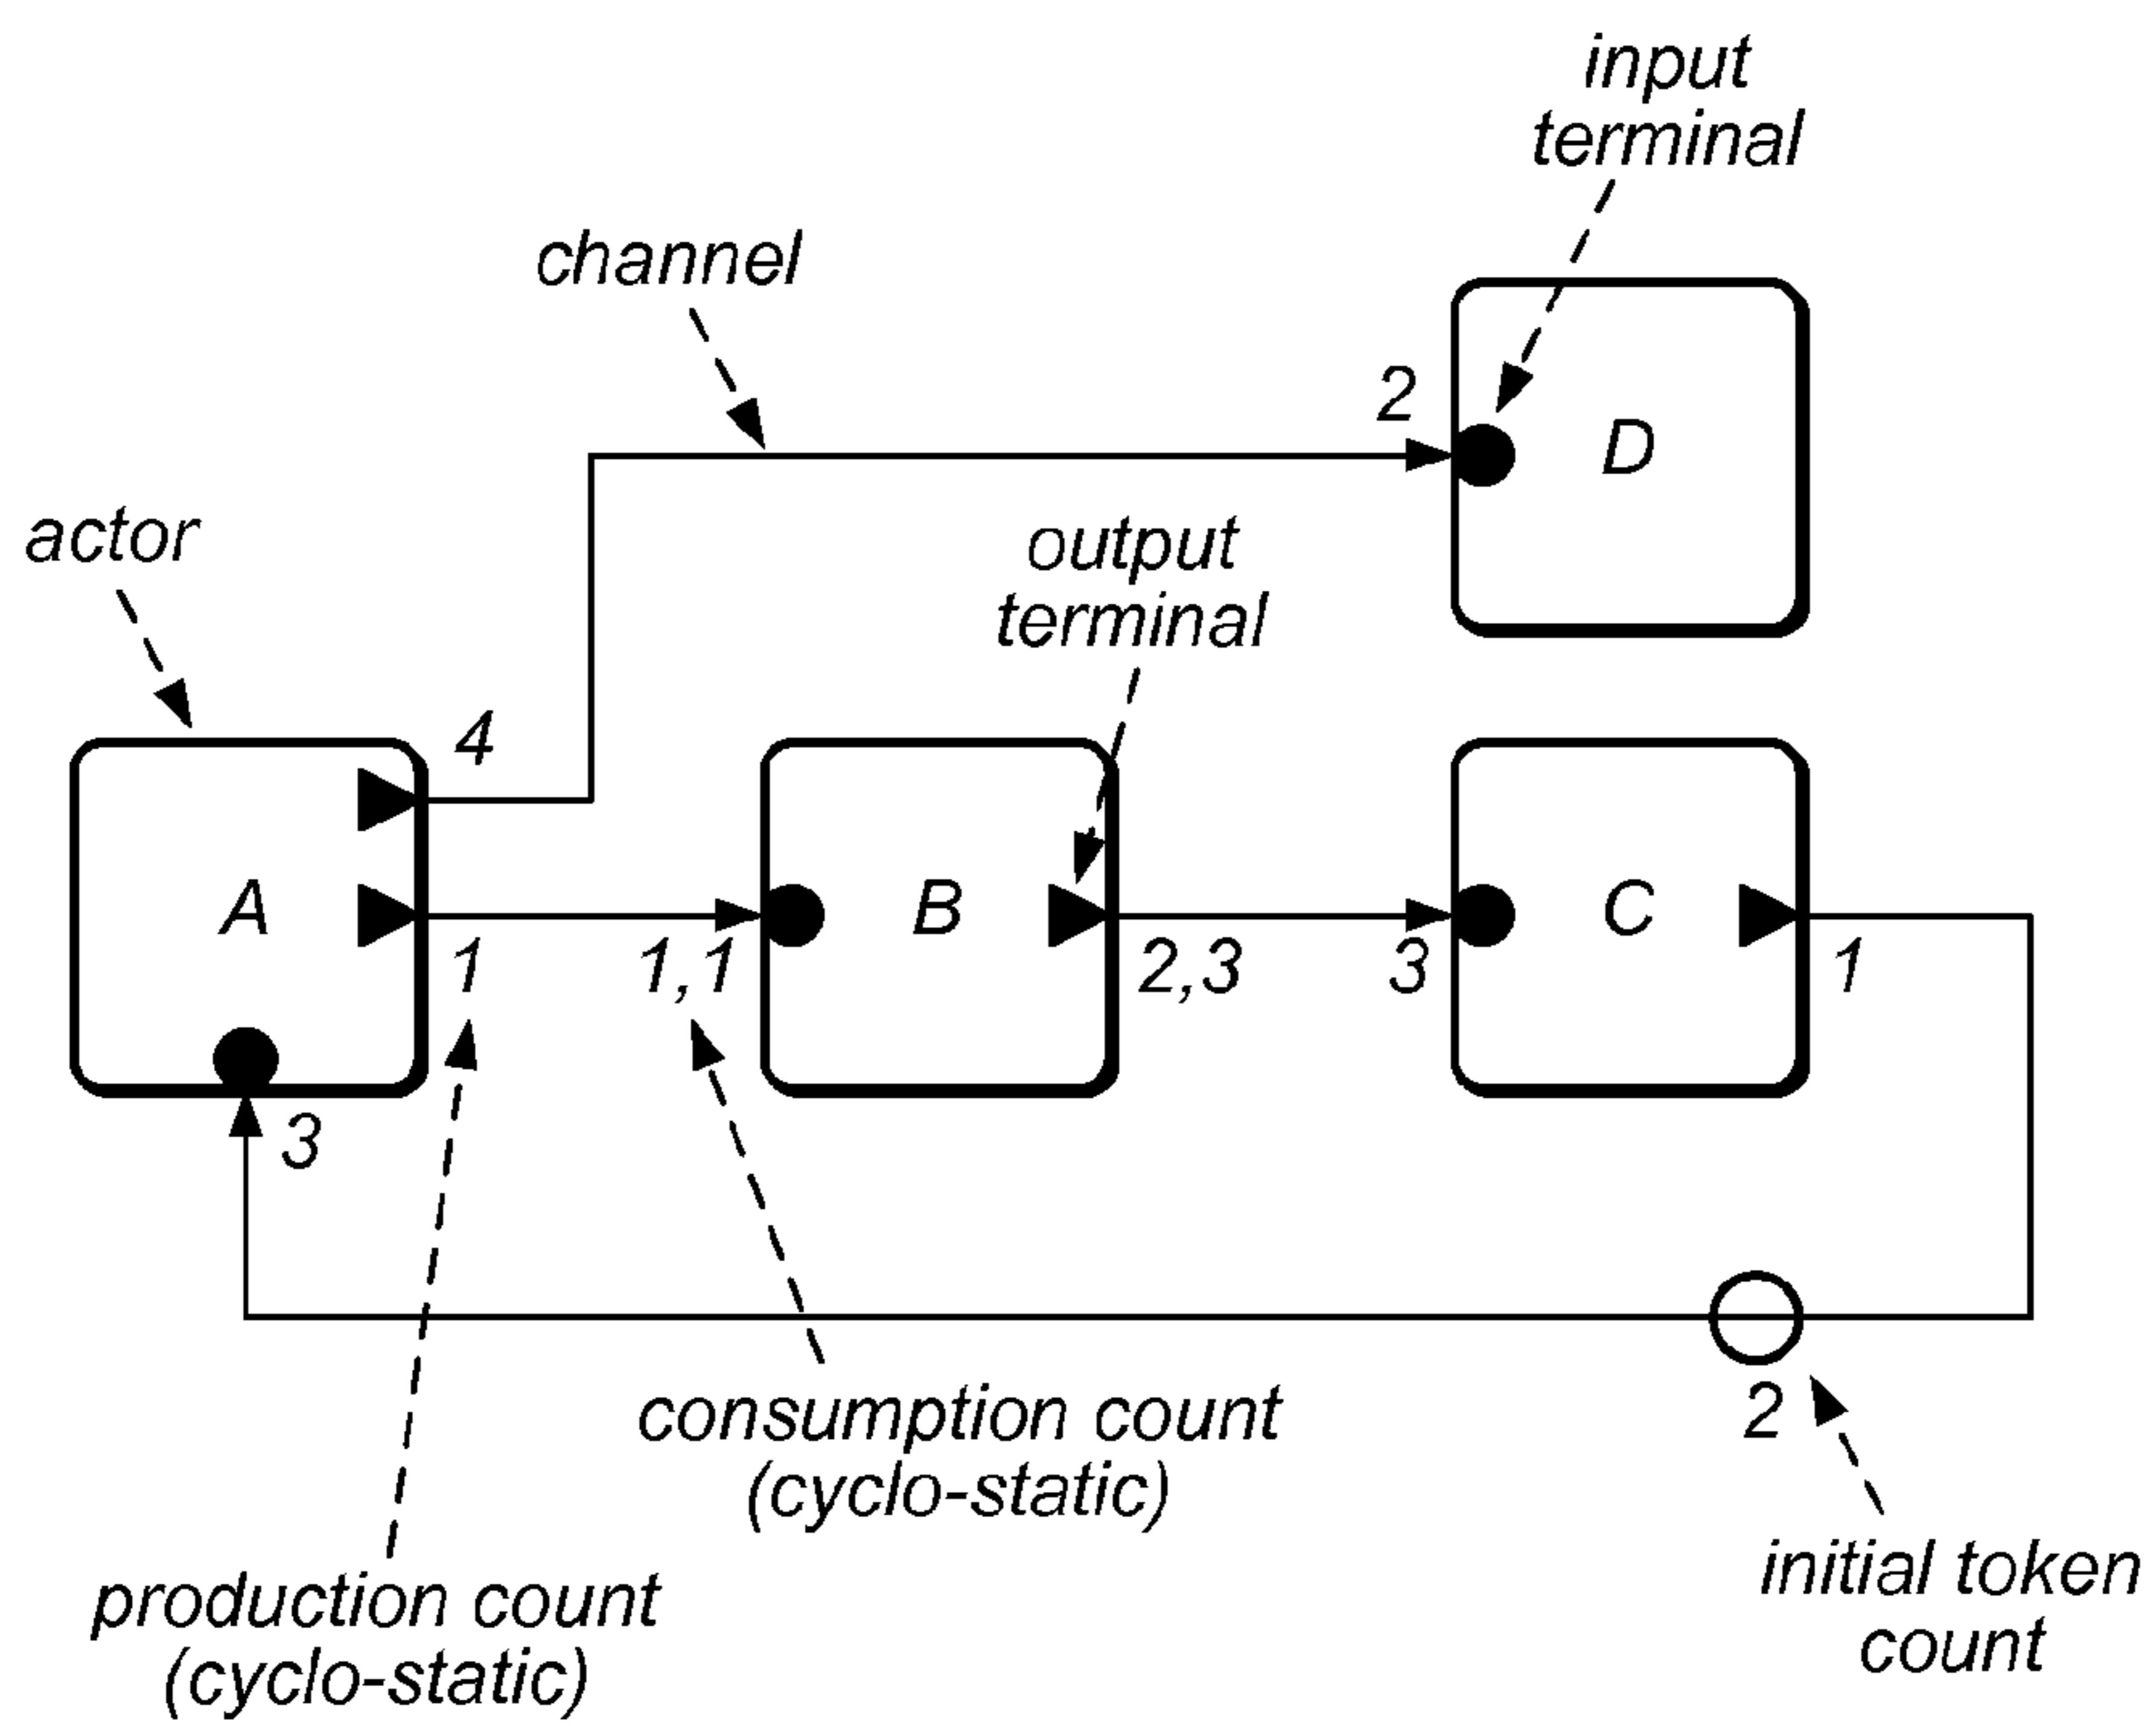 input
terminal
channel
2
D
output
terminal
actor
4
A
B
C
1
1,1
2,3
3
1
3
2
consumption count
(cyclo-static)
initial token
count
production count
(cyclo-static)